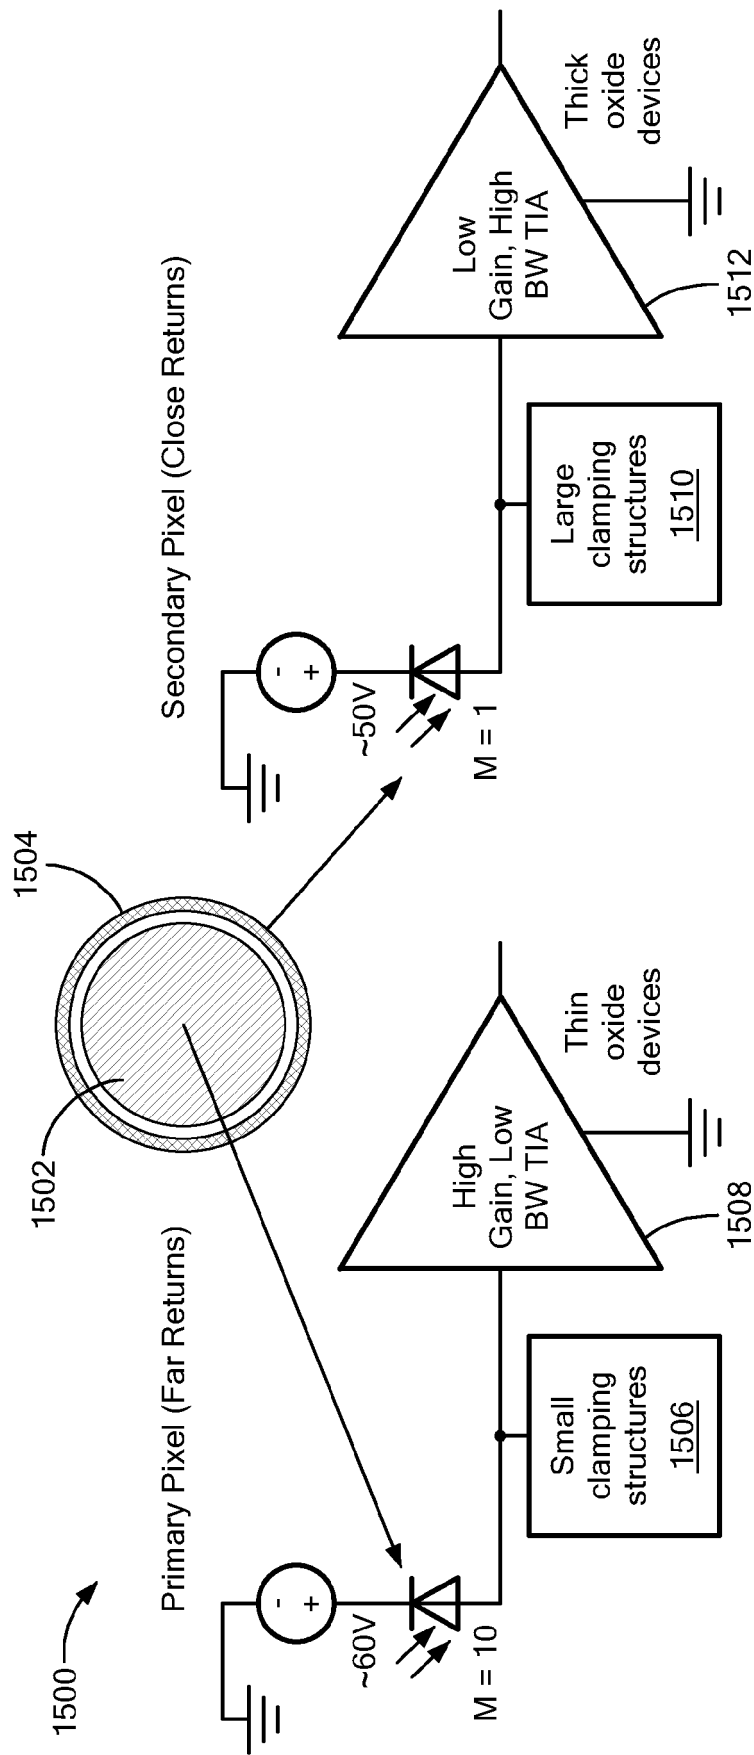 1500
Primary Pixel (Far Returns)
-
+
~60V
M = 10
Small
clamping
structures
1506
High
Gain, Low
BW TIA
1508
Thin
oxide
devices
1502
1504
Secondary Pixel (Close Returns)
-
+
~50V
M = 1
Large
clamping
structures
1510
Low
Gain, High
BW TIA
1512
Thick
oxide
devices